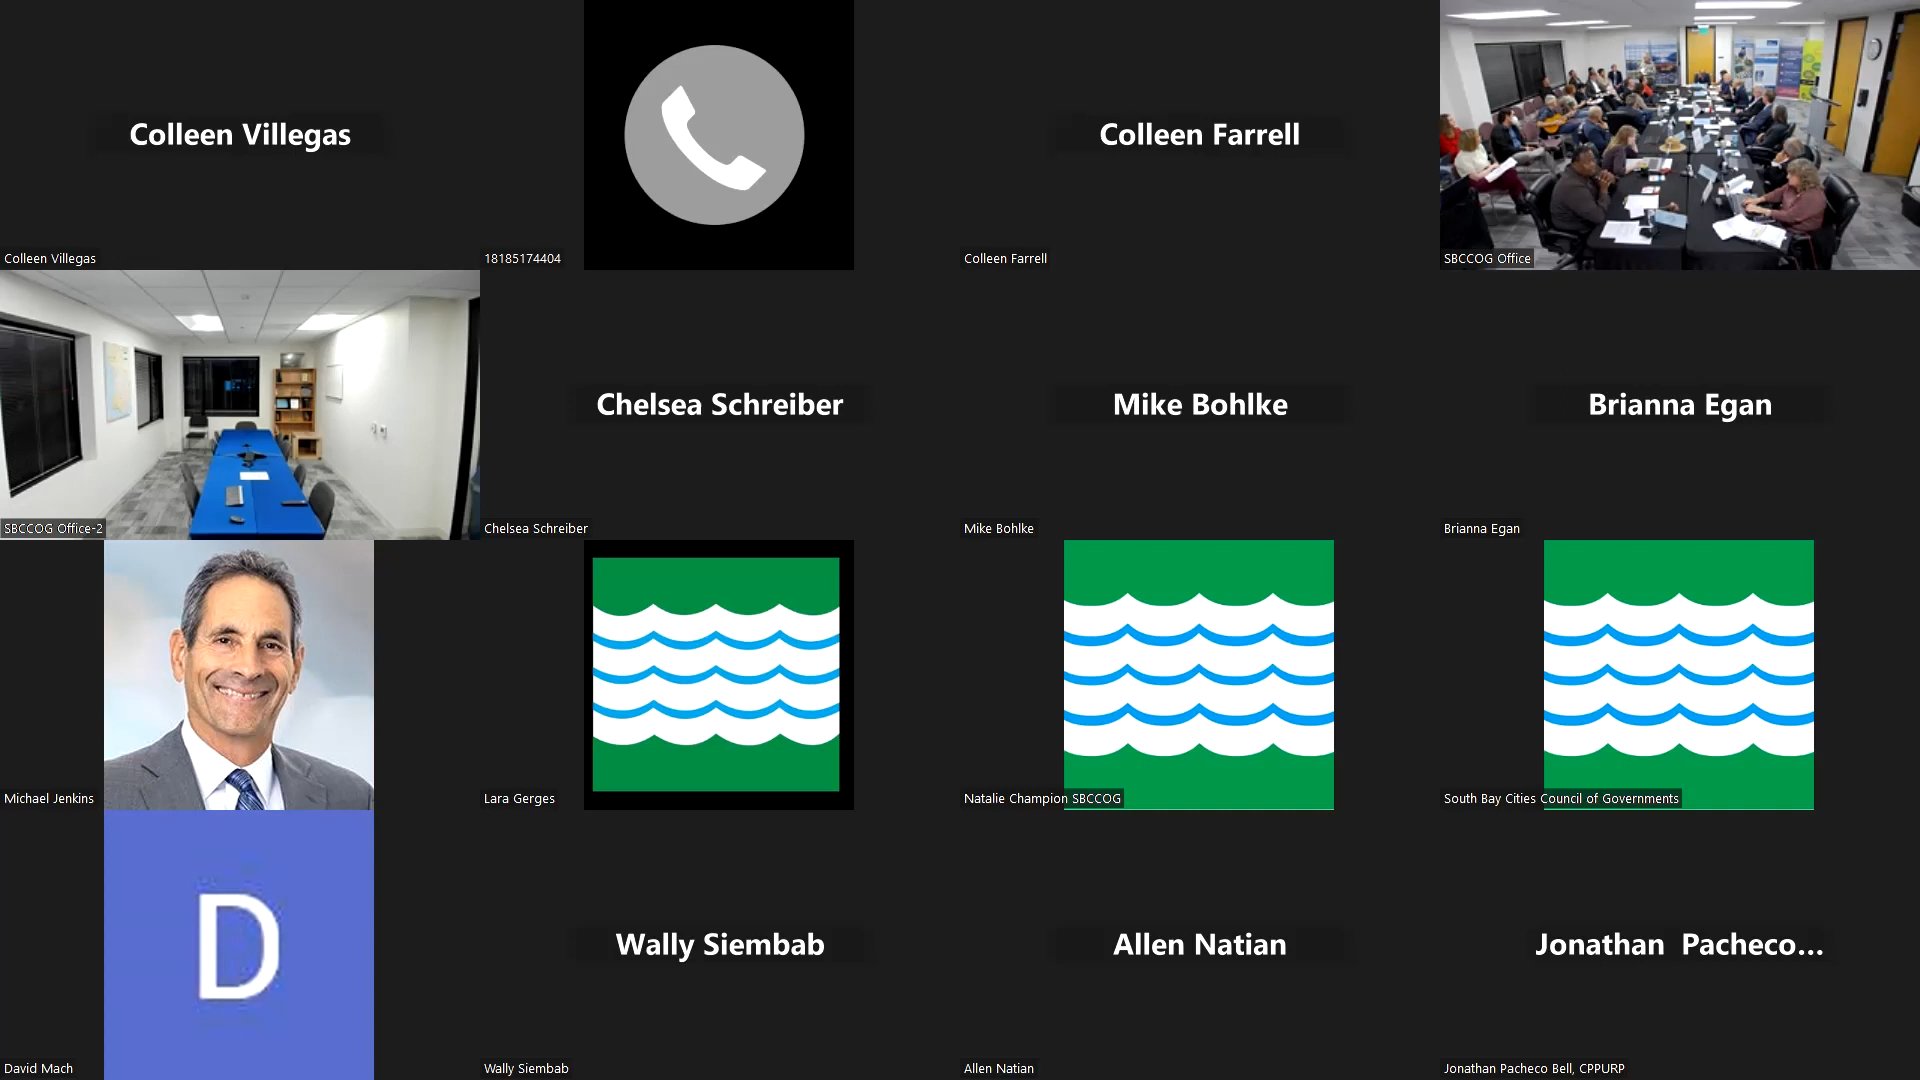 Colleen Villegas
Colleen Villegas
18185174404
Colleen Farrell
Colleen Farrell
SBCCOG Office
SBCCOG Office-2
Chelsea Schreiber
Chelsea Schreiber
Mike Bohlke
Mike Bohlke
Brianna Egan
Brianna Egan
Michael Jenkins
Lara Gerges
Natalie Champion SBCCOG
South Bay Cities Council of Governments
D
David Mach
Wally Siembab
Wally Siembab
Allen Natian
Allen Natian
Jonathan Pacheco...
Jonathan Pacheco Bell, CPPURP